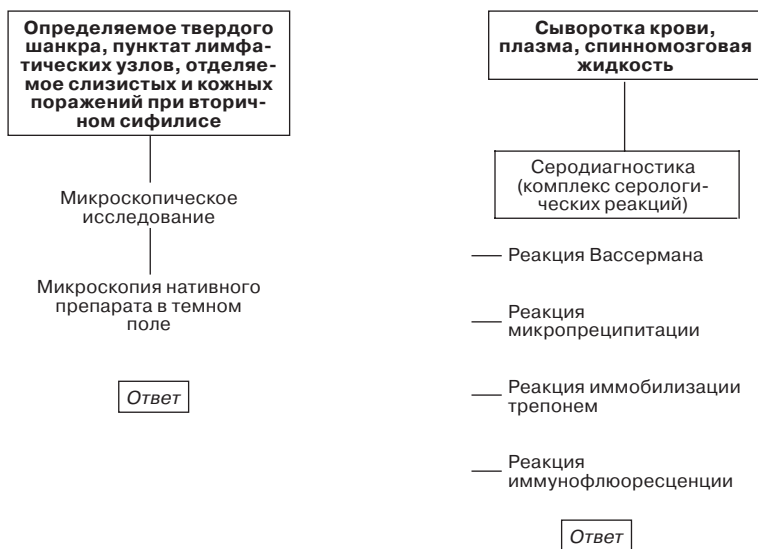 Определяемое твердого
шанкра, пунктат лимфа-
тических узлов, отделяе-
мое слизистых и кожных
поражений при вторич-
ном сифилисе
Микроскопическое
исследование
Микроскопия нативного
препарата в темном
поле
Ответ
Сыворотка крови,
плазма, спинномозговая
жидкость
Серодиагностика
(комплекс серологи-
ческих реакций)
Реакция Вассермана
Реакция
микропреципитации
Реакция иммобилизации
трепонем
Реакция
иммунофлюоресценции
Ответ